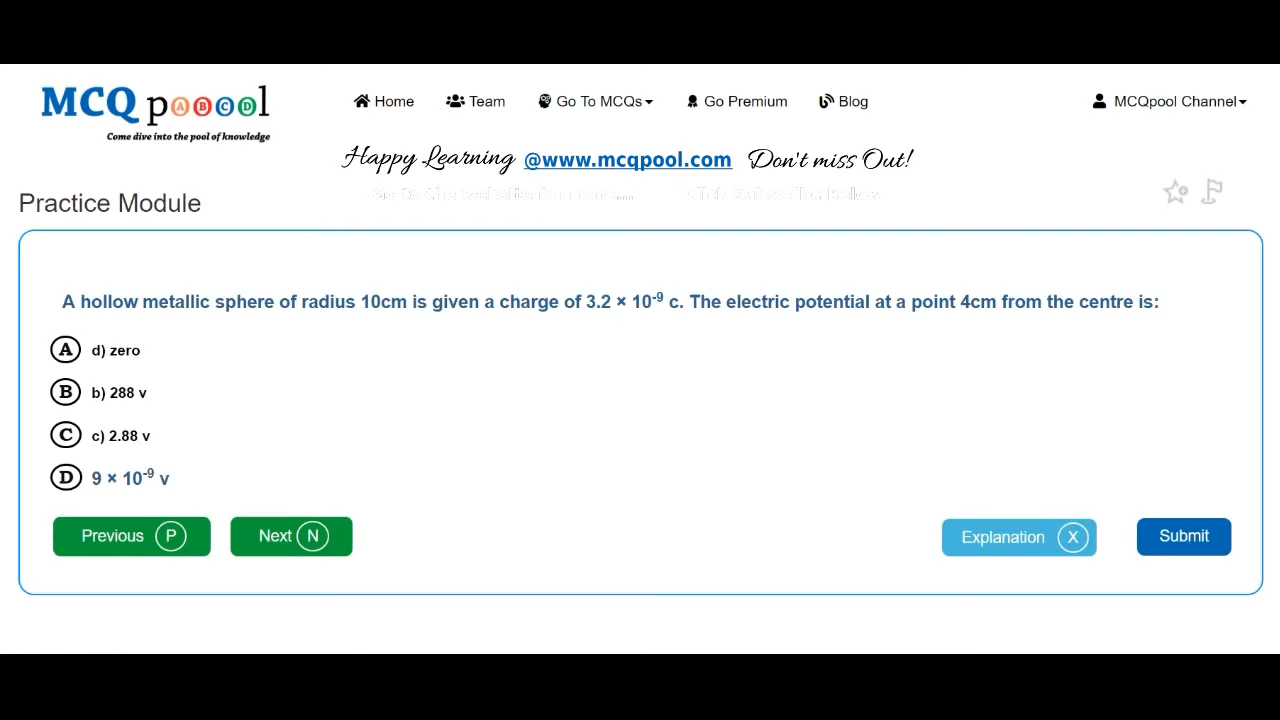 MCQ pooool
Come dive into the pool of knowledge
Home Team Go To MCQs Go Premium Blog MCQpool Channel
Happy Learning @www.mcqpool.com Don't miss Out!
Practice Module
A hollow metallic sphere of radius 10cm is given a charge of 3.2 × 10⁻⁹ c. The electric potential at a point 4cm from the centre is:
A d) zero
B b) 288 v
C c) 2.88 v
D 9 × 10⁻⁹ v
Previous P Next N Explanation X Submit